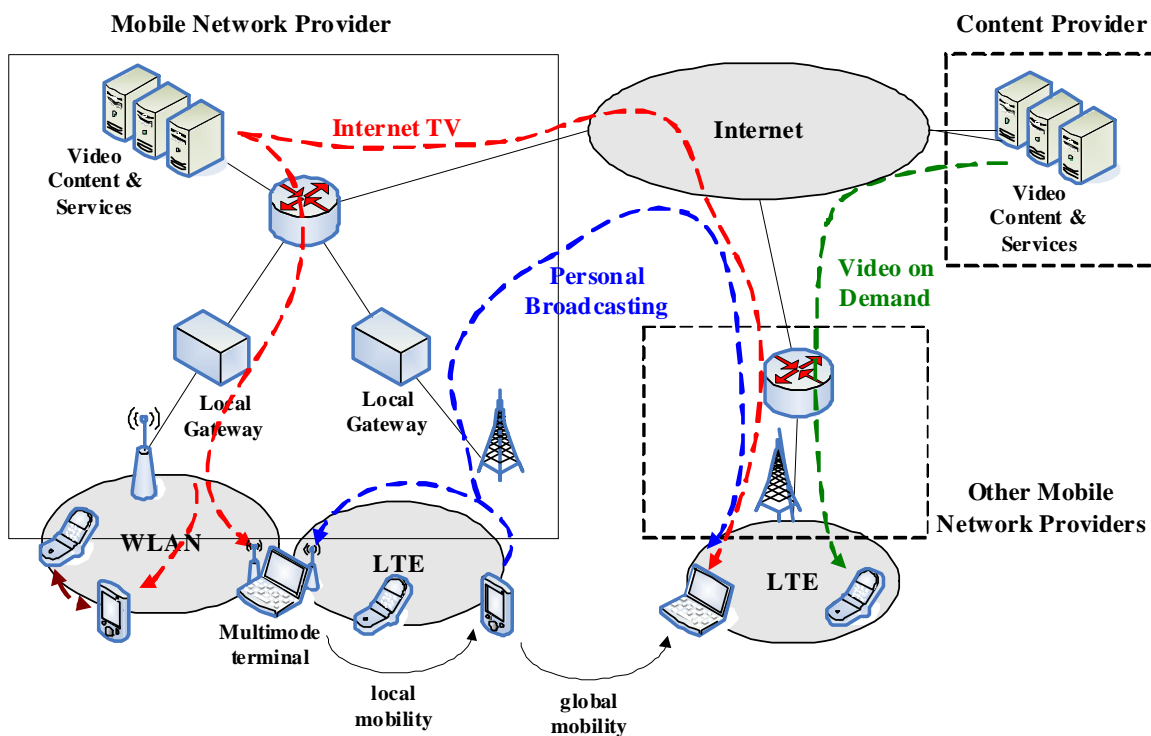 Mobile Network Provider
Content Provider
Internet TV
Internet
Video
Content &
Services
Video
Content &
Services
Personal
Broadcasting
Video on
Demand
Local
Gateway
Local
Gateway
Other Mobile
Network Providers
WLAN
LTE
LTE
Multimode
terminal
local
mobility
global
mobility